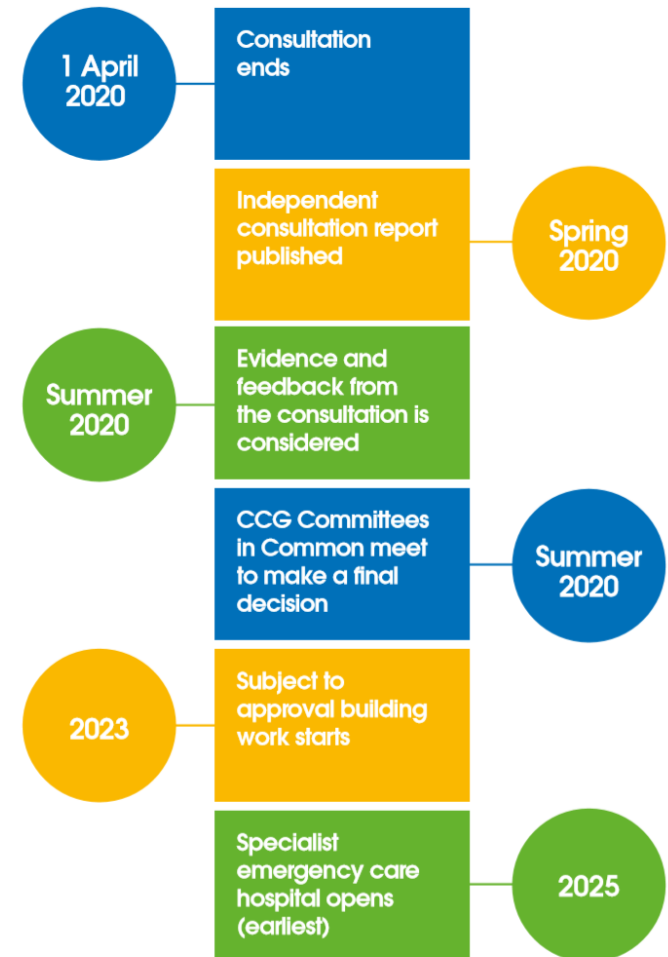 1 April
2020
Consultation
ends
Independent
consultation report
published
Spring
2020
Summer
2020
Evidence and
feedback from
the consultation is
considered
CCG Committees
in Common meet
to make a final
decision
Summer
2020
2023
Subject to
approval building
work starts
Specialist
emergency care
hospital opens
(earliest)
2025